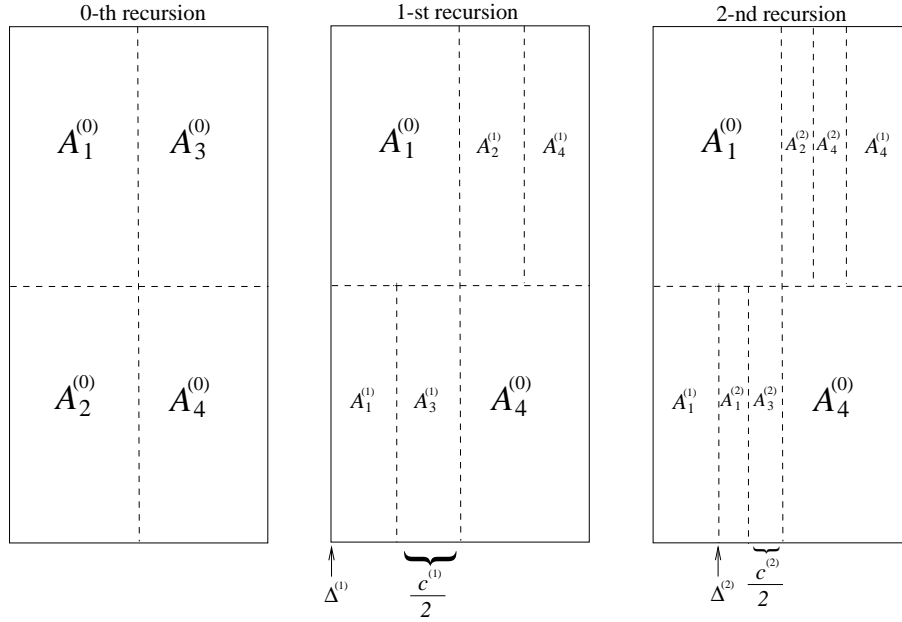 0-th recursion
1-st recursion
2-nd recursion
A_1^{(0)} A_3^{(0)}
A_2^{(0)} A_4^{(0)}
A_1^{(0)} A_2^{(1)} A_4^{(1)}
A_1^{(1)} A_3^{(1)} A_4^{(0)}
Δ^{(1)} c^{(1)}/2
A_1^{(0)} A_2^{(2)} A_4^{(2)} A_4^{(1)}
A_1^{(1)} A_1^{(2)} A_3^{(2)} A_4^{(0)}
Δ^{(2)} c^{(2)}/2